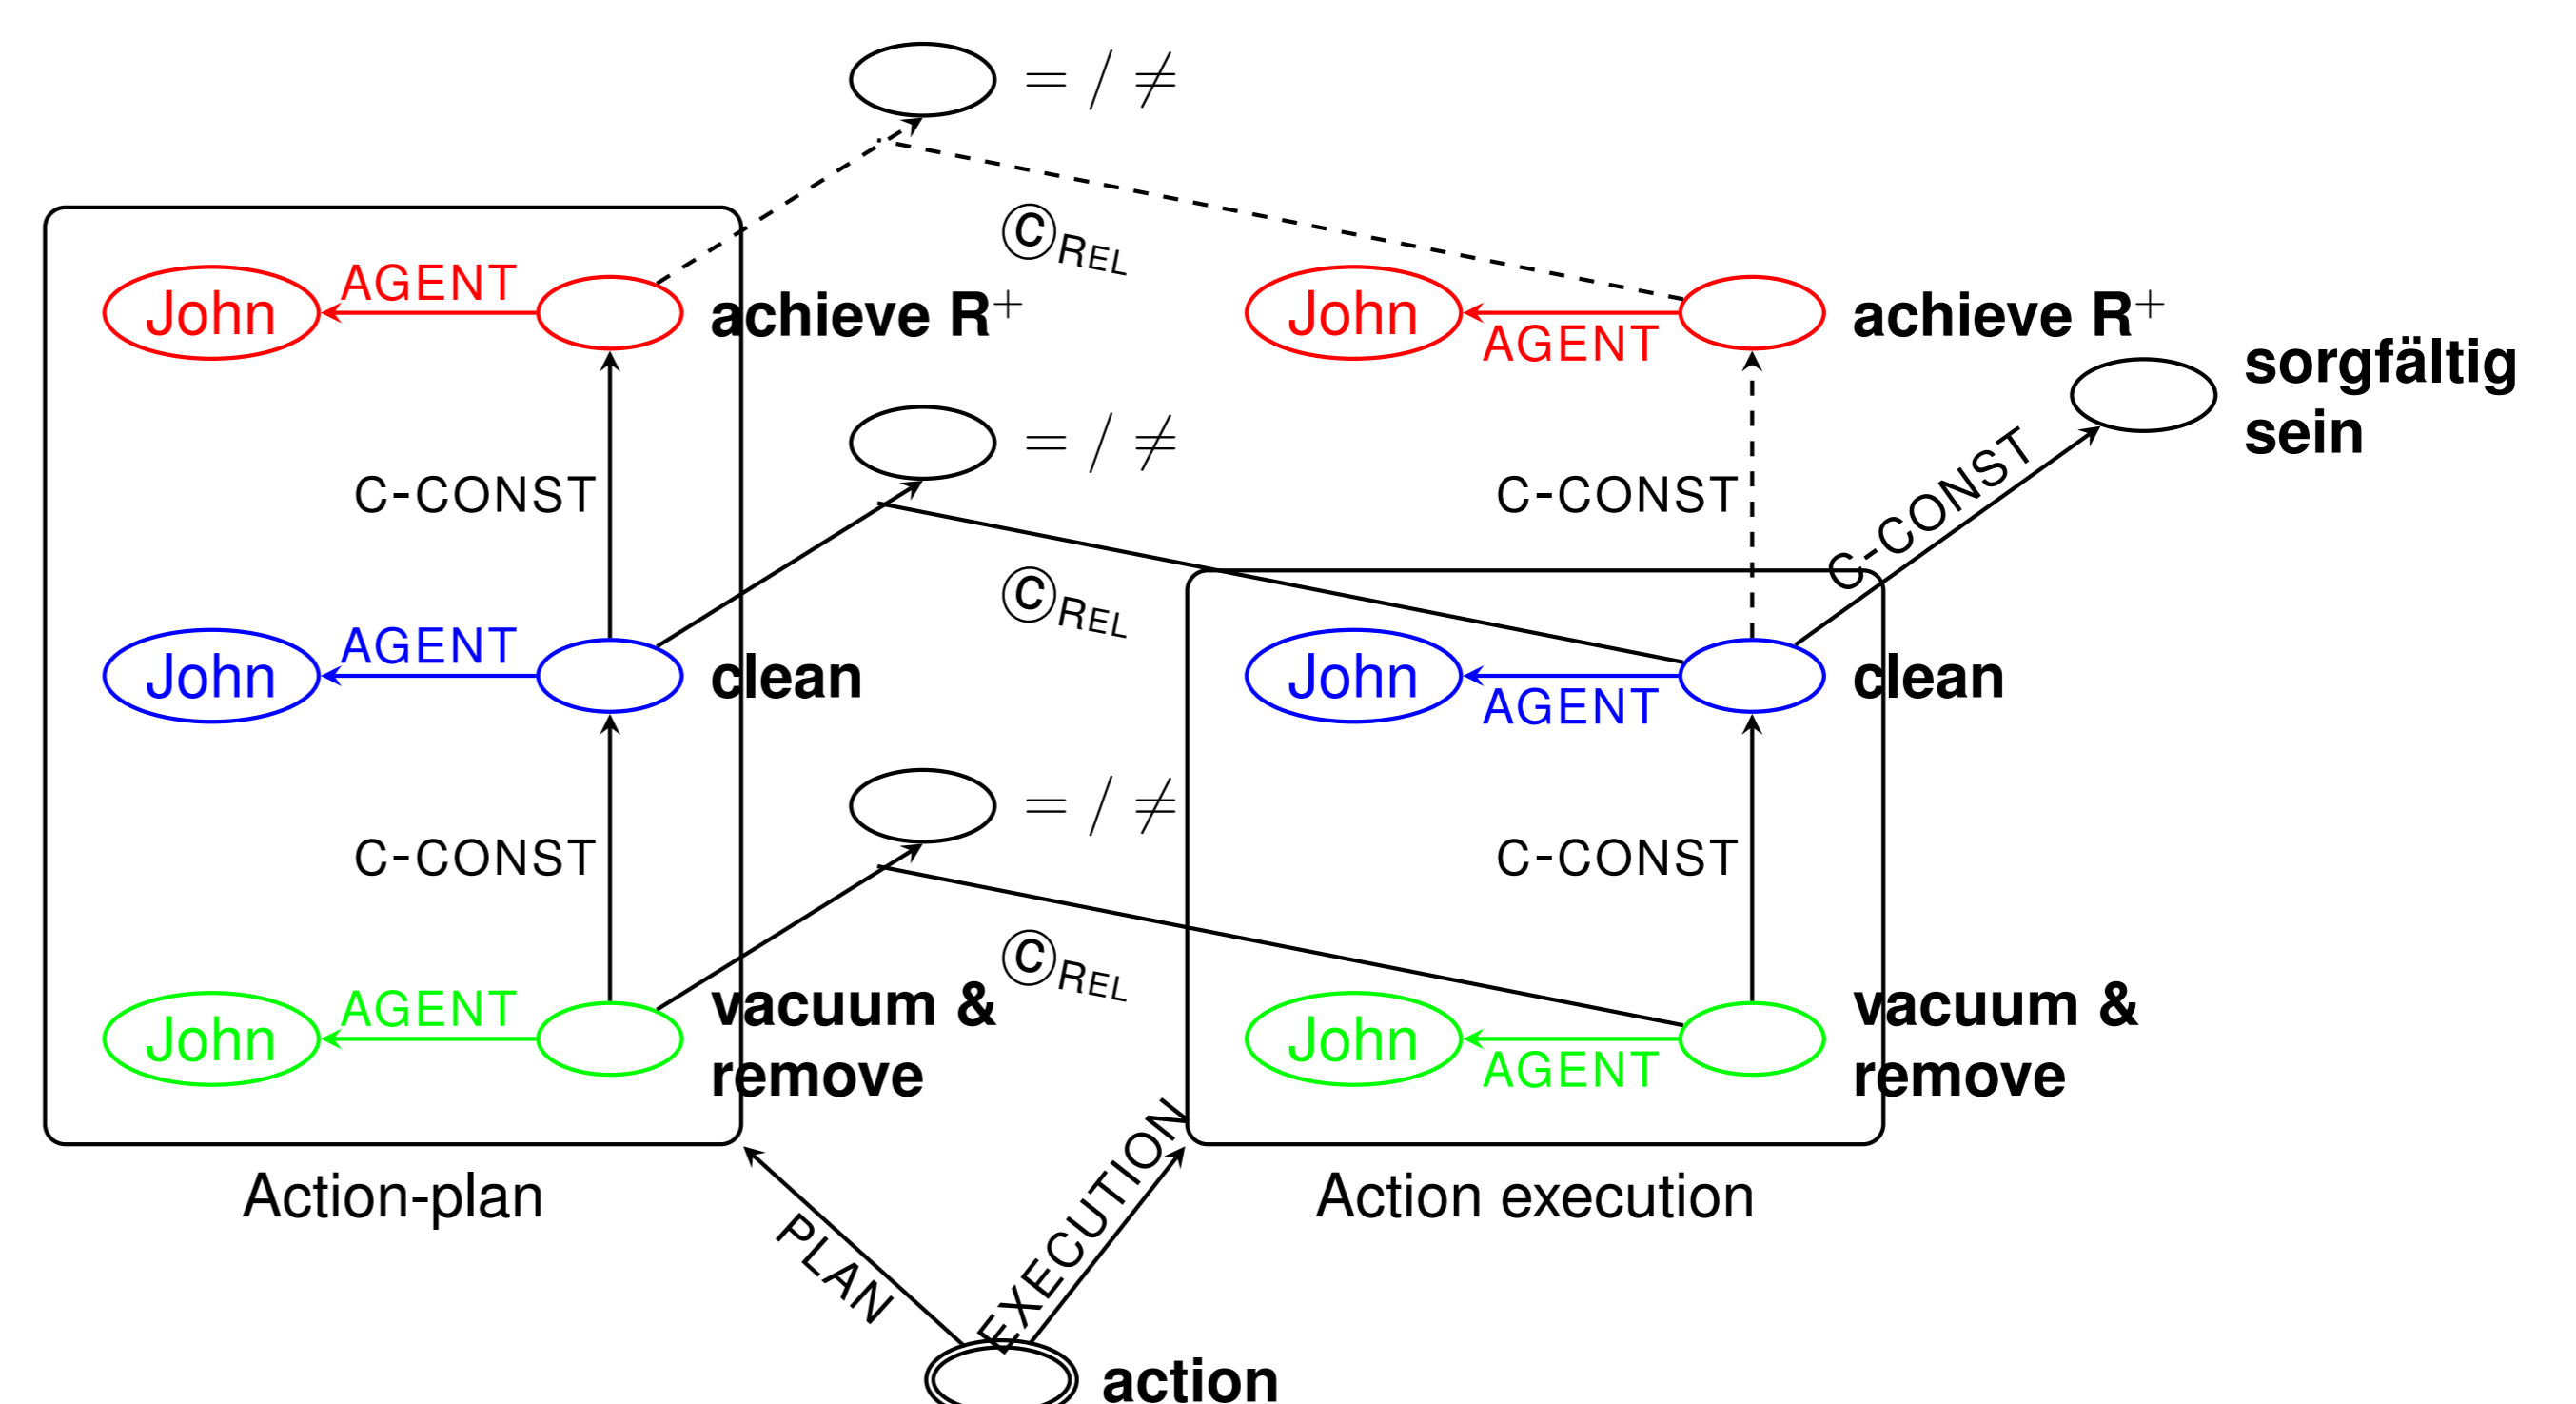 = / ≠
©REL
John AGENT achieve R+
John AGENT achieve R+
sorgfältig
sein
= / ≠
C-CONST
C-CONST
C-CONST
©REL
John AGENT clean
John AGENT clean
= / ≠
C-CONST
C-CONST
©REL
John AGENT vacuum &
remove
John AGENT vacuum &
remove
Action-plan
Action execution
PLAN
EXECUTION
action